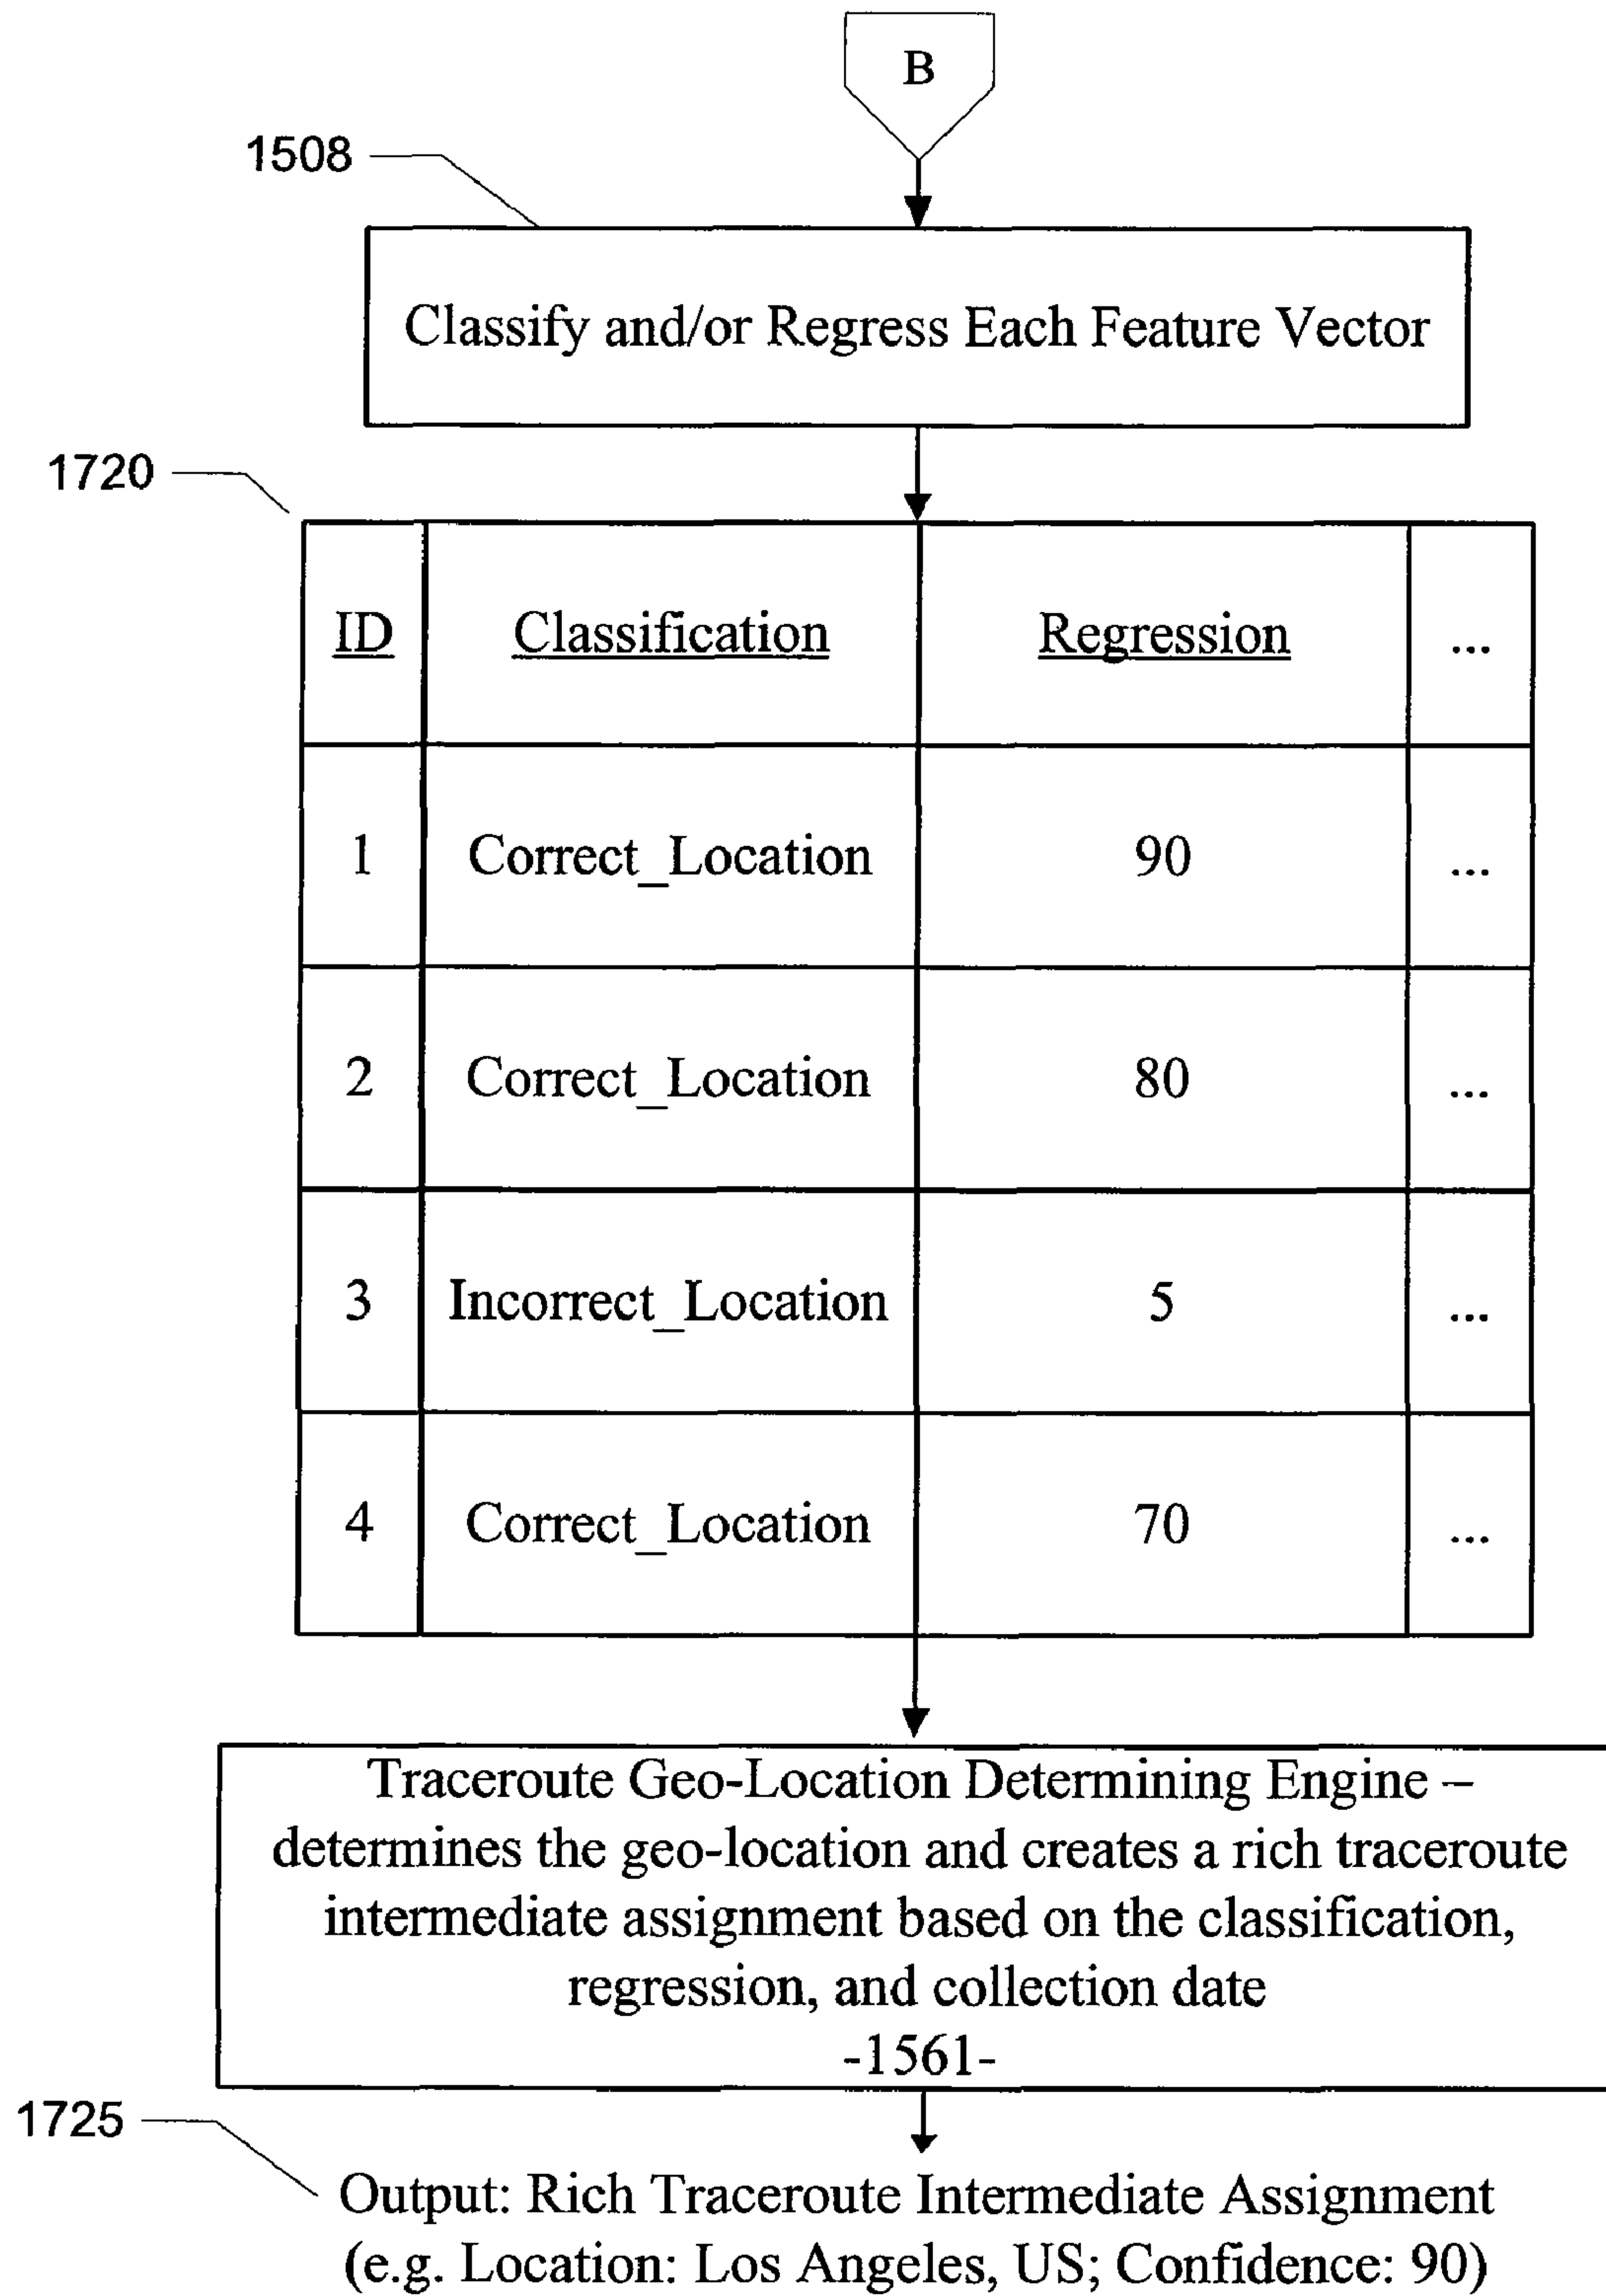 B
1508
Classify and/or Regress Each Feature Vector
1720
ID Classification Regression ...
1 Correct_Location 90 ...
2 Correct_Location 80 ...
3 Incorrect_Location 5 ...
4 Correct_Location 70 ...
Traceroute Geo-Location Determining Engine –
determines the geo-location and creates a rich traceroute
intermediate assignment based on the classification,
regression, and collection date
-1561-
1725
Output: Rich Traceroute Intermediate Assignment
(e.g. Location: Los Angeles, US; Confidence: 90)